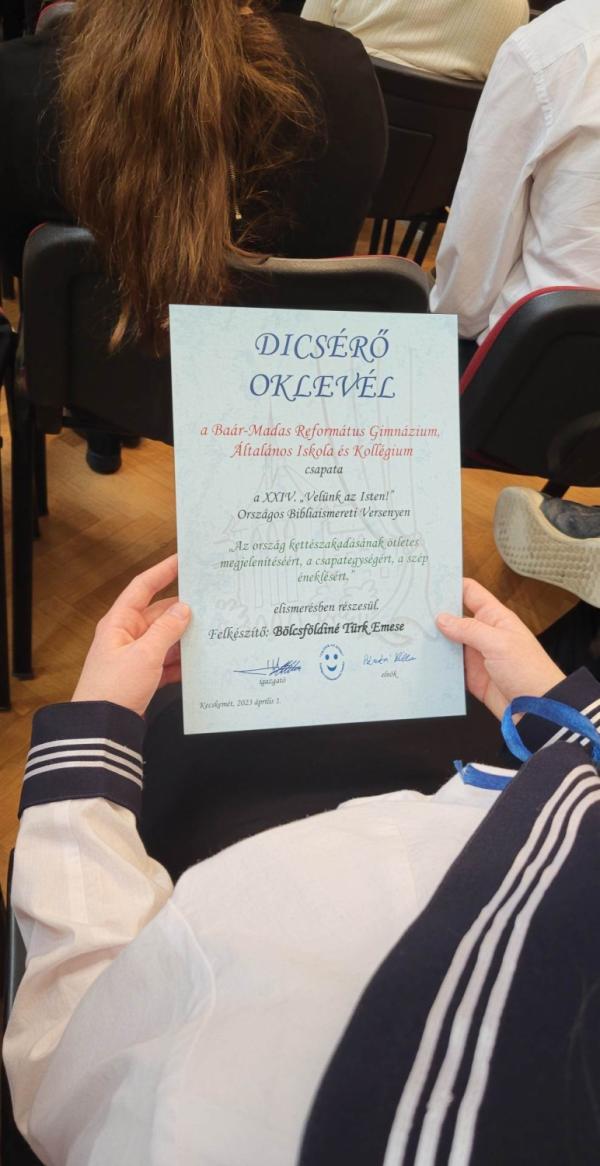 DICSÉRŐ
OKLEVÉL
a Baár-Madas Református Gimnázium,
Általános Iskola és Kollégium
csapata
a XXIV. „Velünk az Isten!”
Országos Bibliaismereti Versenyen
„Az ország kettészakadásának ötletes
megjelenítéséért, a csapategységért, a szép
éneklésért.”
elismerésben részesül.
Felkészítő: Bölcsföldiné Türk Emese
igazgató
elnök
Kecskemét, 2023 április 1.